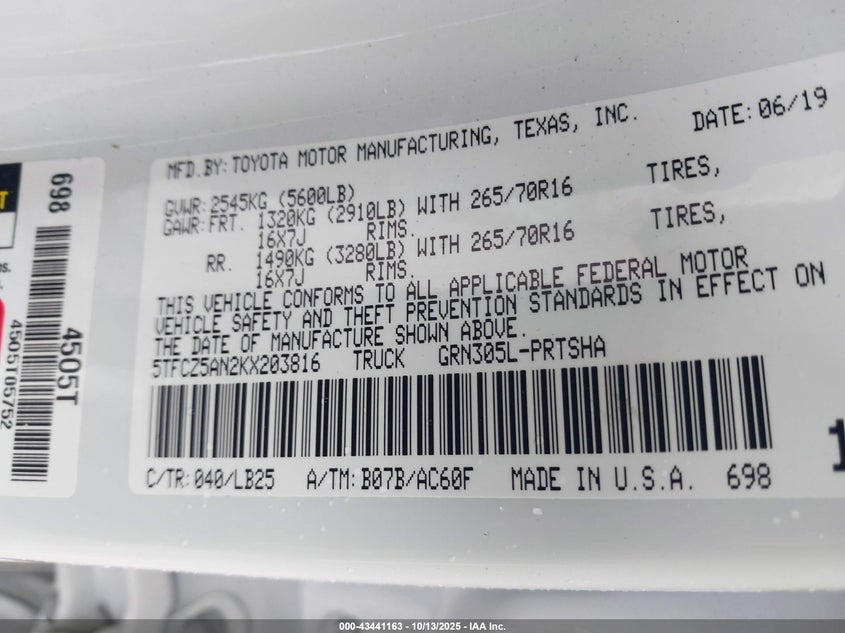 MFD.BY:TOYOTA MOTOR MANUFACTURING, TEXAS, INC. DATE:06/19
GVWR:2545KG (5600LB)
GAWR:FRT. 1320KG (2910LB) WITH 265/70R16 TIRES,
16X7J RIMS.
RR. 1490KG (3280LB) WITH 265/70R16 TIRES,
16X7J RIMS.
THIS VEHICLE CONFORMS TO ALL APPLICABLE FEDERAL MOTOR
VEHICLE SAFETY AND THEFT PREVENTION STANDARDS IN EFFECT ON
THE DATE OF MANUFACTURE SHOWN ABOVE.
5TFCZ5AN2KX203816 TRUCK GRN305L-PRTSHA
C/TR:040/LB25 A/TM:B07B/AC60F MADE IN U.S.A. 698
698
4505T
4505T05752
000-43441163 - 10/13/2025 - IAA Inc.